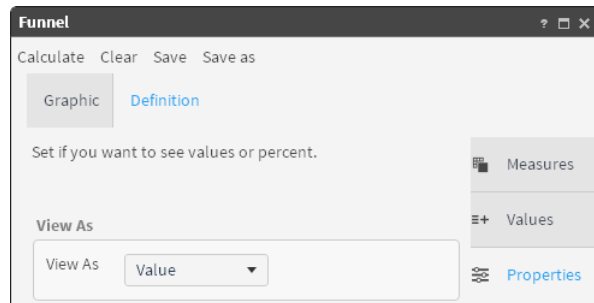 Funnel ?
Calculate Clear Save Save as
Graphic Definition
Set if you want to see values or percent.
Measures
Values
View As
View As Value
Properties